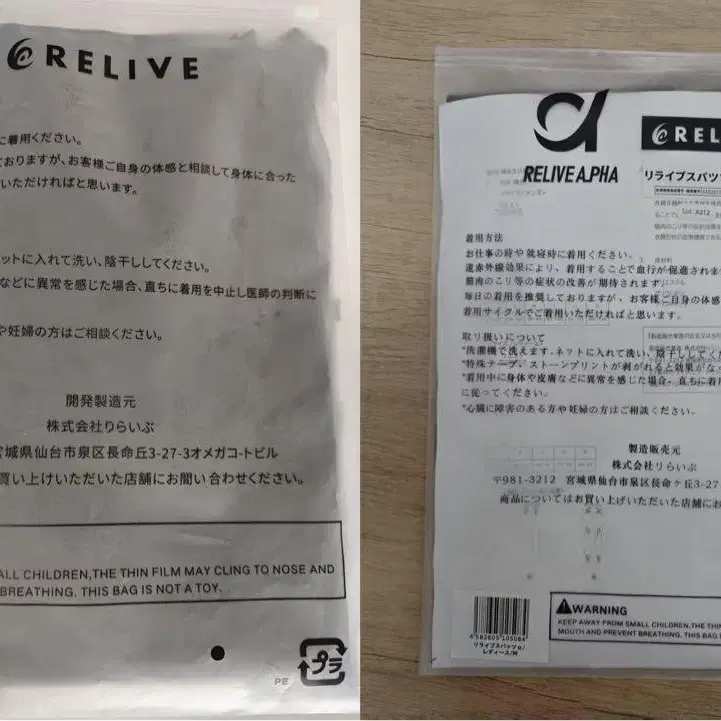 RELIVE
に着用ください。
ておりますが、お客様ご自身の体感と相談して身体に合った
いただければと思います。
ネットに入れて洗い、陰干ししてください。
などに異常を感じた場合、直ちに着用を中止し医師の判断に
や妊婦の方はご相談ください。
開発製造元
株式会社りらいぶ
宮城県仙台市泉区長命丘3-27-3オメガコートビル
買い上げいただいた店舗にお問い合わせください。
ALL CHILDREN,THE THIN FILM MAY CLING TO NOSE AND
BREATHING. THIS BAG IS NOT A TOY.
PE
プラ
RELIVE A.PHA
REL
リライブスパッツ
Lot A212
着用方法
お仕事の時や就寝時に着用ください。
遠赤外線効果により、着用することで血行が促進されま
筋肉のこり等の症状の改善が期待されます。
毎日の着用を推奨しておりますが、お客様ご自身の体感
着用サイクルでご着用いただければと思います。
取り扱いについて
*洗濯機で洗えます。ネットに入れて洗い、陰干ししてくだ
*特殊テープ、ストーンプリントが剥がれると効果がな
*着用中に身体や皮膚などに異常を感じた場合、直ちに着用
に従ってください。
*心臓に障害のある方や妊婦の方はご相談ください。
製造販売元
株式会社りらいぶ
〒981-3212 宮城県仙台市泉区長命ケ丘3-27-
商品についてはお買い上げいただいた店舗にお
WARNING
KEEP AWAY FROM SMALL CHILDREN,THE THIN
MOUTH AND PREVENT BREATHING. THIS BAG
4582605105084
リライブスパッツα/
レディース/M